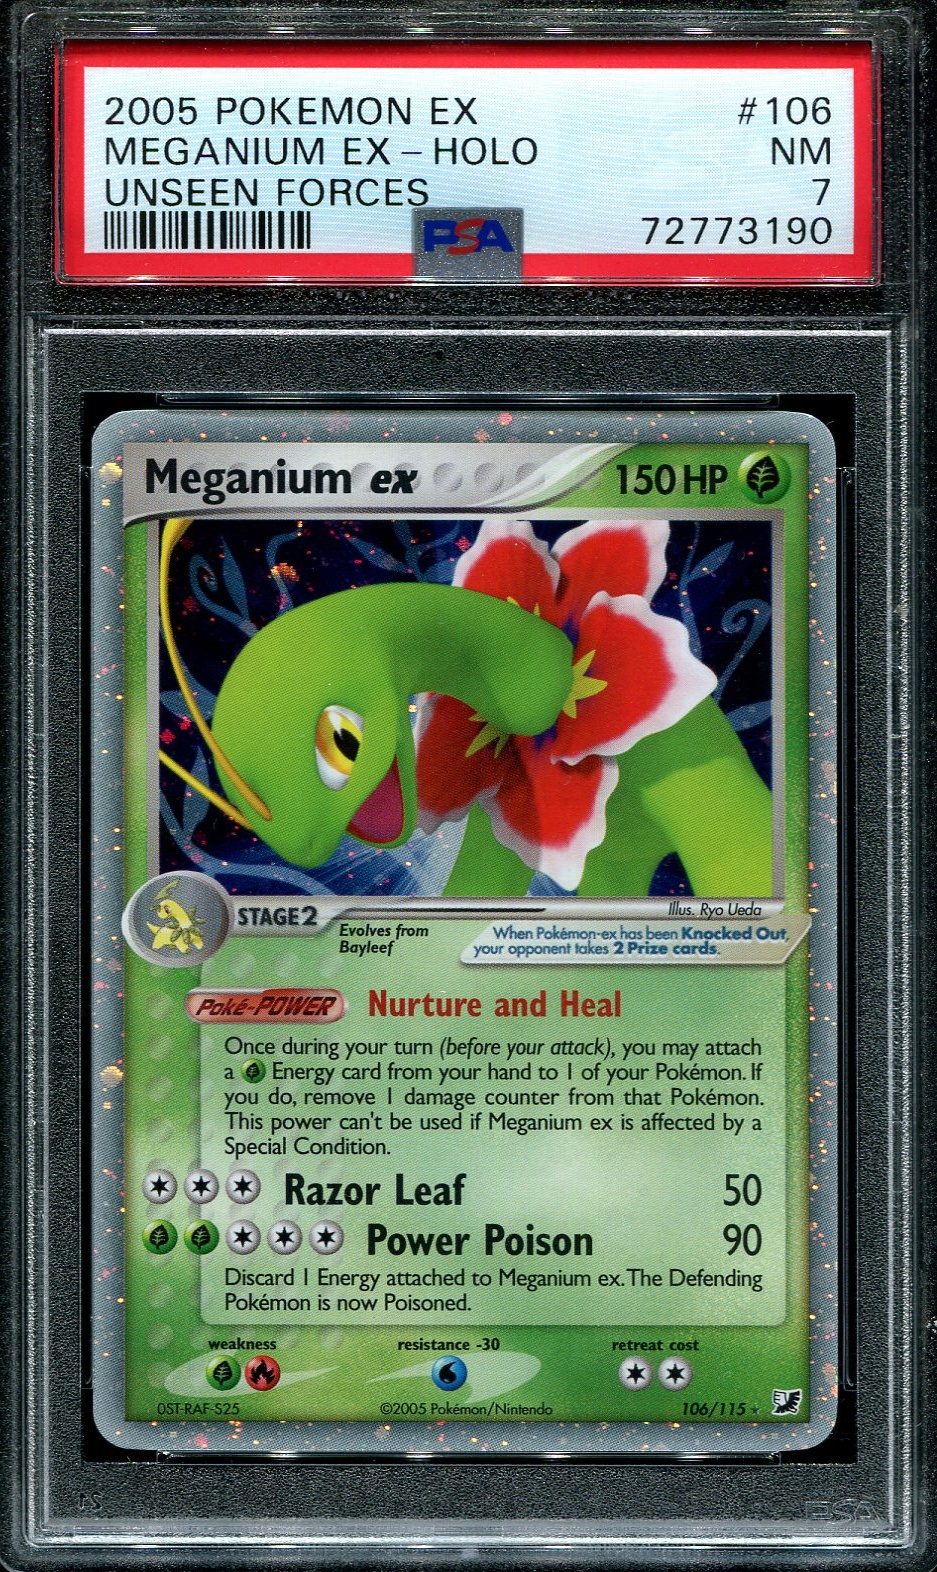 2005 POKEMON EX #106
MEGANIUM EX – HOLO NM
UNSEEN FORCES 7
PSA 72773190
Meganium ex 150 HP
Illus. Ryo Ueda
STAGE2
Evolves from
Bayleef
When Pokémon-ex has been Knocked Out,
your opponent takes 2 Prize cards.
Poké-POWER Nurture and Heal
Once during your turn (before your attack), you may attach
a Energy card from your hand to 1 of your Pokémon. If
you do, remove 1 damage counter from that Pokémon.
This power can't be used if Meganium ex is affected by a
Special Condition.
Razor Leaf 50
Power Poison 90
Discard 1 Energy attached to Meganium ex. The Defending
Pokémon is now Poisoned.
weakness resistance -30 retreat cost
0ST-RAF-S25 ©2005 Pokémon/Nintendo 106/115 ★
PSA